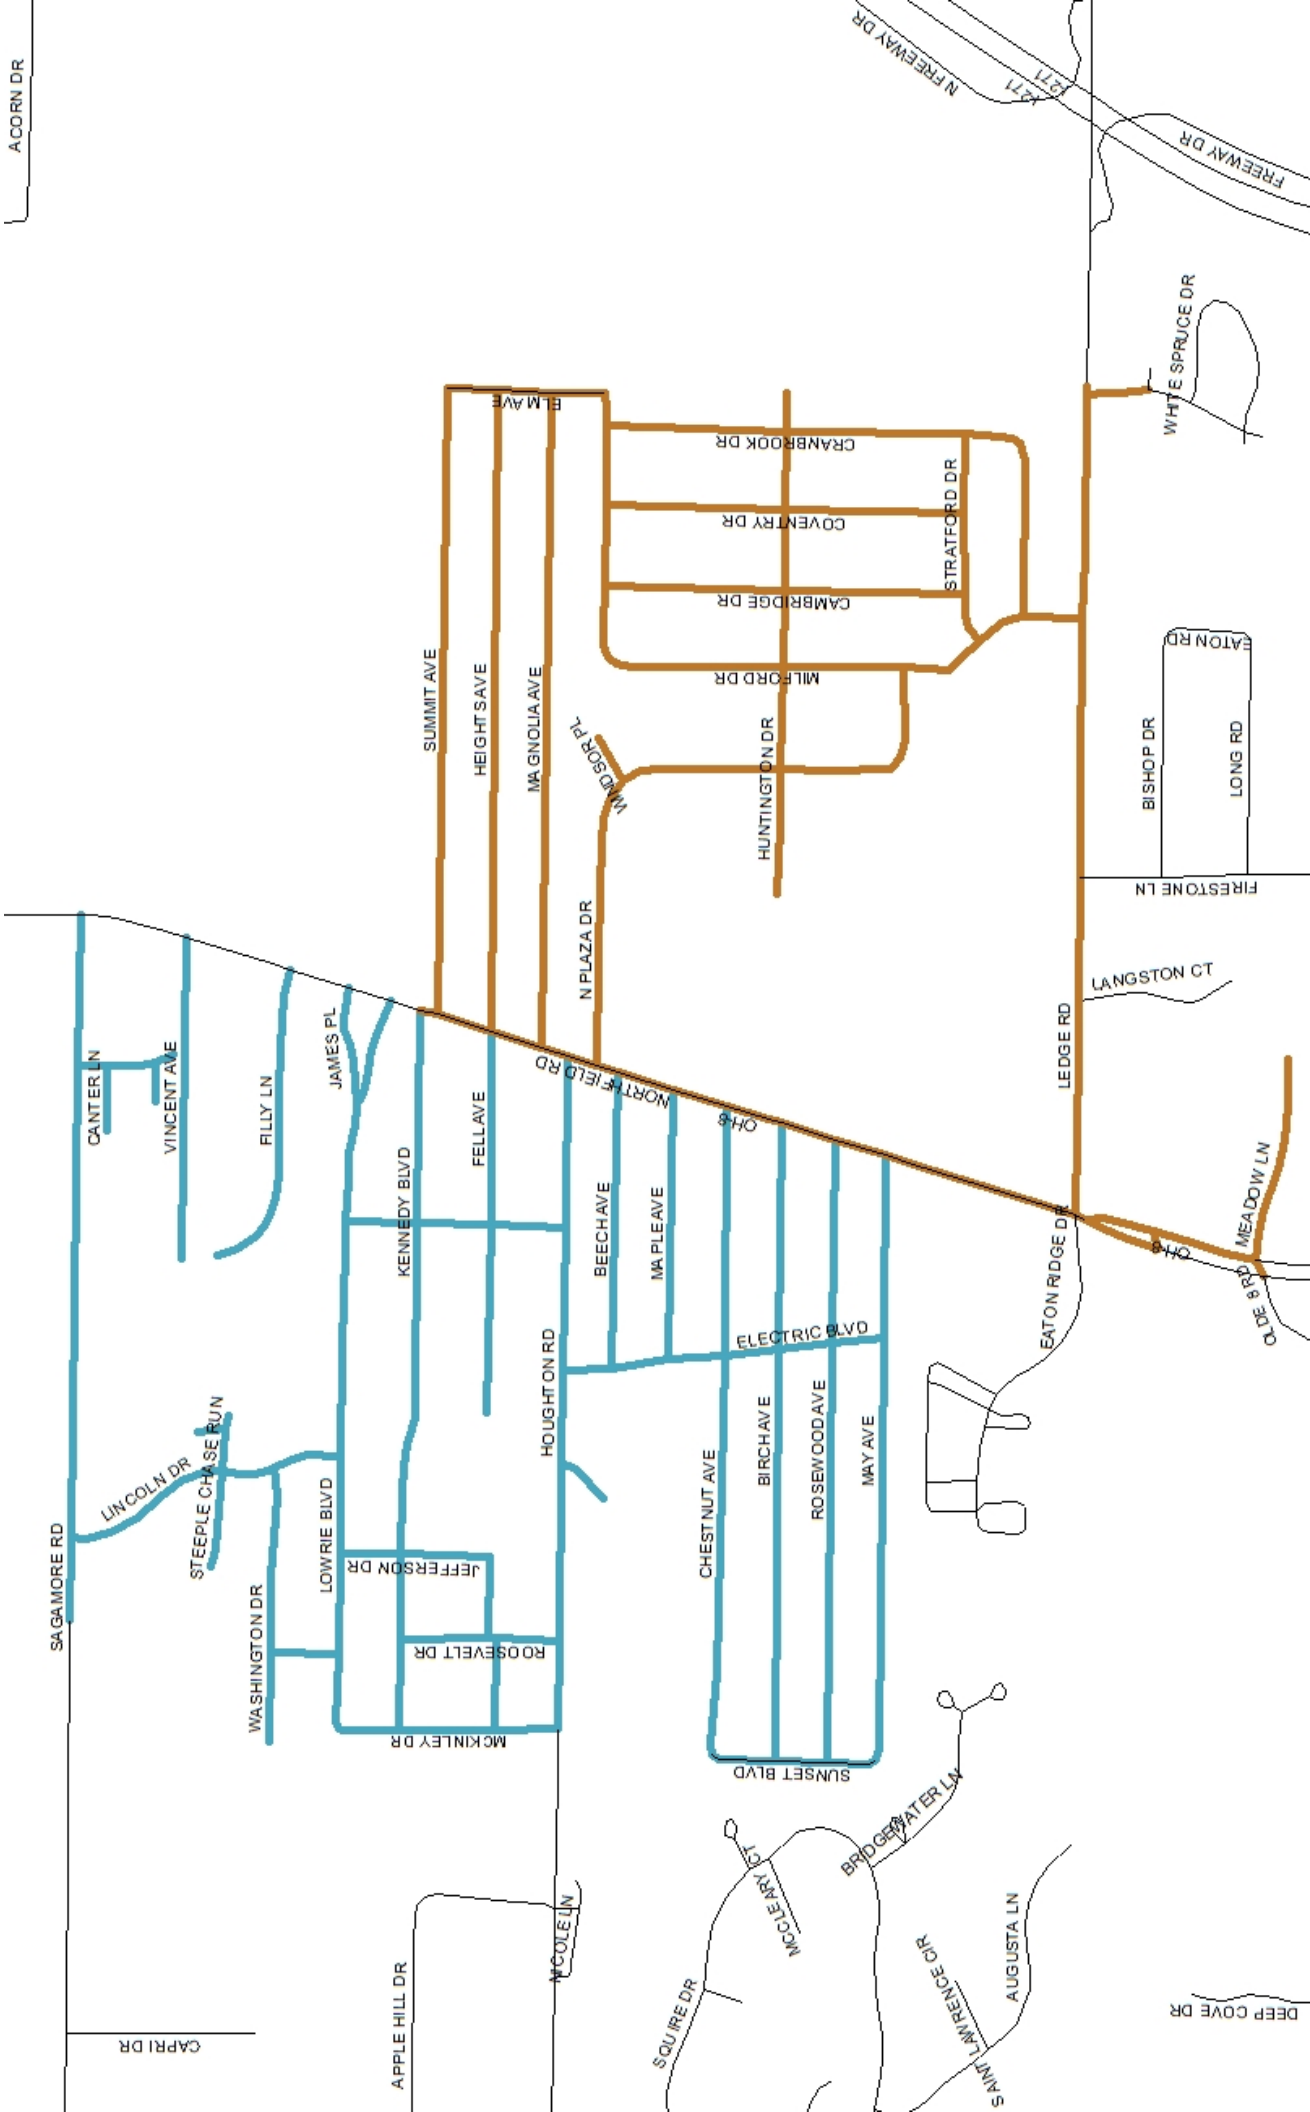 ACORN DR
N FREEWAY DR
I-271
I-271
FREEWAY DR
WHITE SPRUCE DR
ELM AVE
CRANBROOK DR
COVENTRY DR
STRATFORD DR
CAMBRIDGE DR
MILFORD DR
EATON RD
SUMMIT AVE
HEIGHTS AVE
MAGNOLIA AVE
WINDSOR PL
HUNTINGTON DR
BISHOP DR
LONG RD
FIRESTONE LN
N PLAZA DR
LANGSTON CT
LEDGE RD
JAMES PL
CANTER LN
VINCENT AVE
FILLY LN
NORTHFIELD RD
OH-8
FELL AVE
KENNEDY BLVD
BEECH AVE
MAPLE AVE
MEADOW LN
OH-8
EATON RIDGE DR
OLDE 8 RD
ELECTRIC BLVD
HOUGHTON RD
LINCOLN DR
STEEPLE CHASE RUN
SAGAMORE RD
LOWRIE BLVD
CHESTNUT AVE
BIRCH AVE
ROSEWOOD AVE
MAY AVE
JEFFERSON DR
WASHINGTON DR
ROOSEVELT DR
MCKINLEY DR
SUNSET BLVD
BRIDGEWATER LN
MCCLEARY CT
NICOLE LN
APPLE HILL DR
SQUIRE DR
SAINT LAWRENCE CIR
AUGUSTA LN
DEEP COVE DR
CAPRI DR